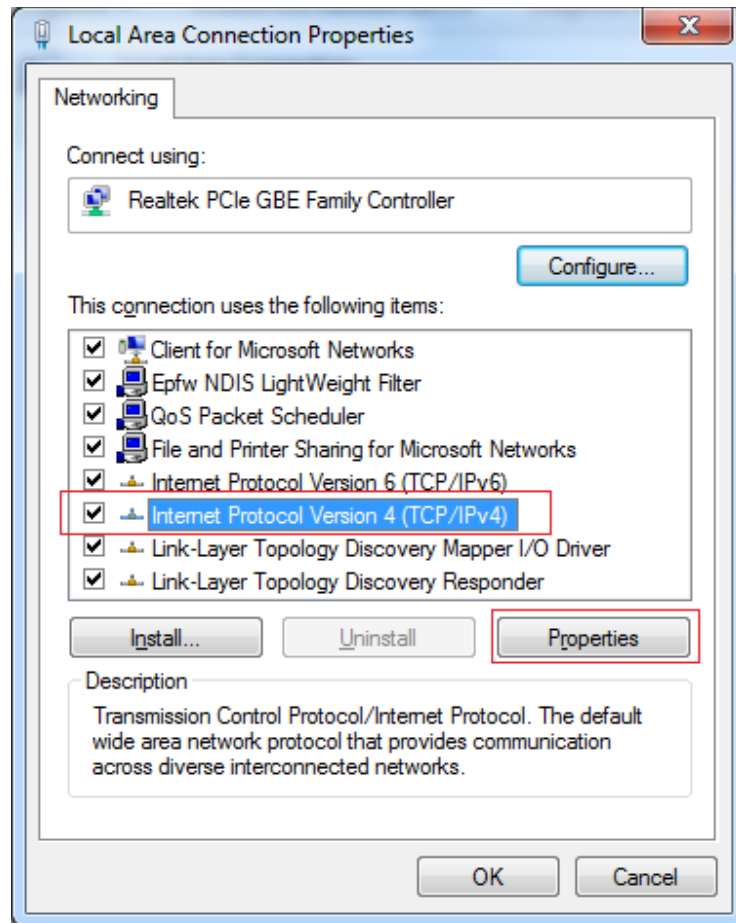 Local Area Connection Properties
Networking
Connect using:
Realtek PCIe GBE Family Controller
Configure...
This connection uses the following items:
Client for Microsoft Networks
Epfw NDIS LightWeight Filter
QoS Packet Scheduler
File and Printer Sharing for Microsoft Networks
Internet Protocol Version 6 (TCP/IPv6)
Internet Protocol Version 4 (TCP/IPv4)
Link-Layer Topology Discovery Mapper I/O Driver
Link-Layer Topology Discovery Responder
Install... Uninstall Properties
Description
Transmission Control Protocol/Internet Protocol. The default
wide area network protocol that provides communication
across diverse interconnected networks.
OK Cancel